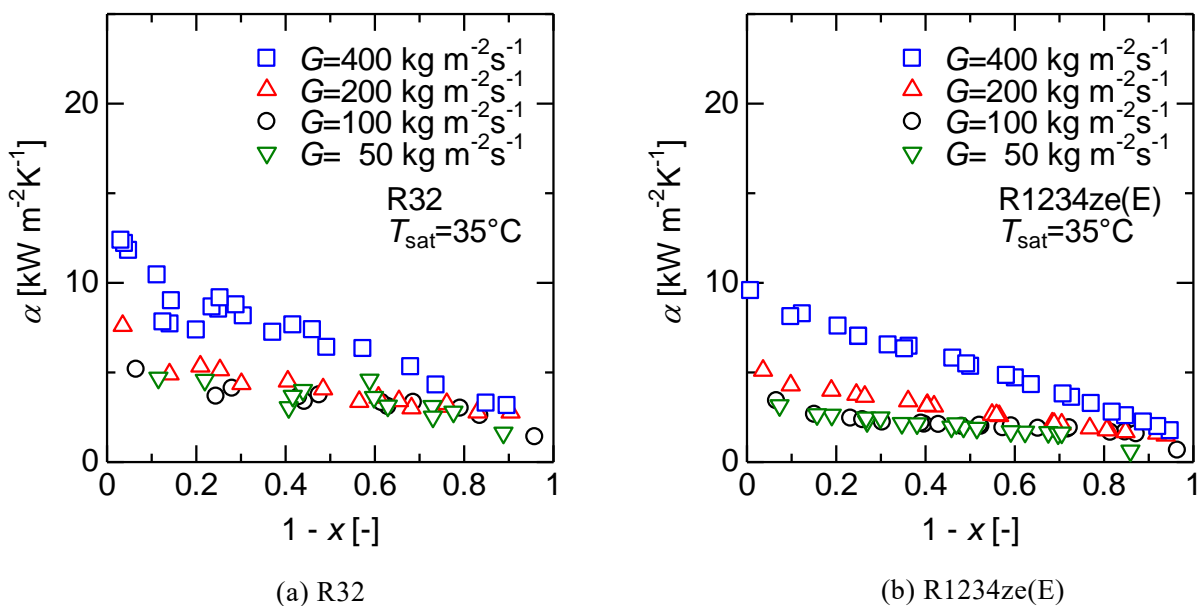 20
10
0
α [kW m⁻²K⁻¹]
G=400 kg m⁻²s⁻¹
G=200 kg m⁻²s⁻¹
G=100 kg m⁻²s⁻¹
G= 50 kg m⁻²s⁻¹
R32
Tsat=35°C
0 0.2 0.4 0.6 0.8 1
1 - x [-]
(a) R32
20
10
0
α [kW m⁻²K⁻¹]
G=400 kg m⁻²s⁻¹
G=200 kg m⁻²s⁻¹
G=100 kg m⁻²s⁻¹
G= 50 kg m⁻²s⁻¹
R1234ze(E)
Tsat=35°C
0 0.2 0.4 0.6 0.8 1
1 - x [-]
(b) R1234ze(E)